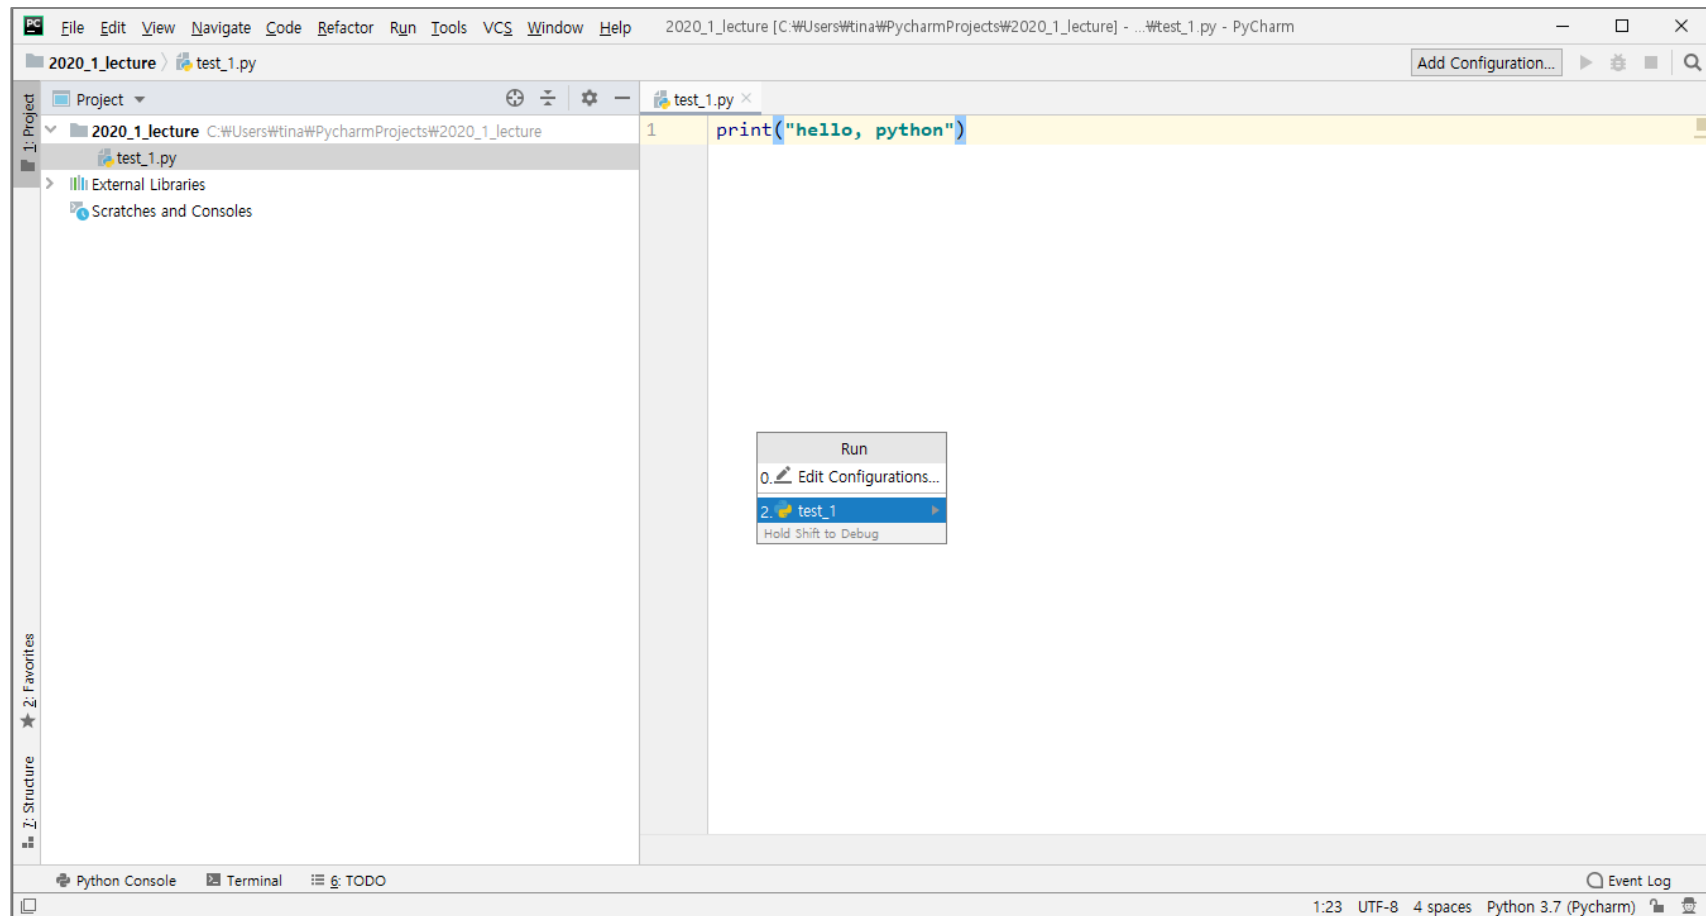 PC File Edit View Navigate Code Refactor Run Tools VCS Window Help 2020_1_lecture [C:₩Users₩tina₩PycharmProjects₩2020_1_lecture] - ...₩test_1.py - PyCharm
2020_1_lecture test_1.py Add Configuration...
1: Project
Project
test_1.py
2020_1_lecture C:₩Users₩tina₩PycharmProjects₩2020_1_lecture
test_1.py
External Libraries
Scratches and Consoles
1 print("hello, python")
Run
0. Edit Configurations...
2. test_1
Hold Shift to Debug
2: Favorites
7: Structure
Python Console Terminal 6: TODO Event Log
1:23 UTF-8 4 spaces Python 3.7 (Pycharm)